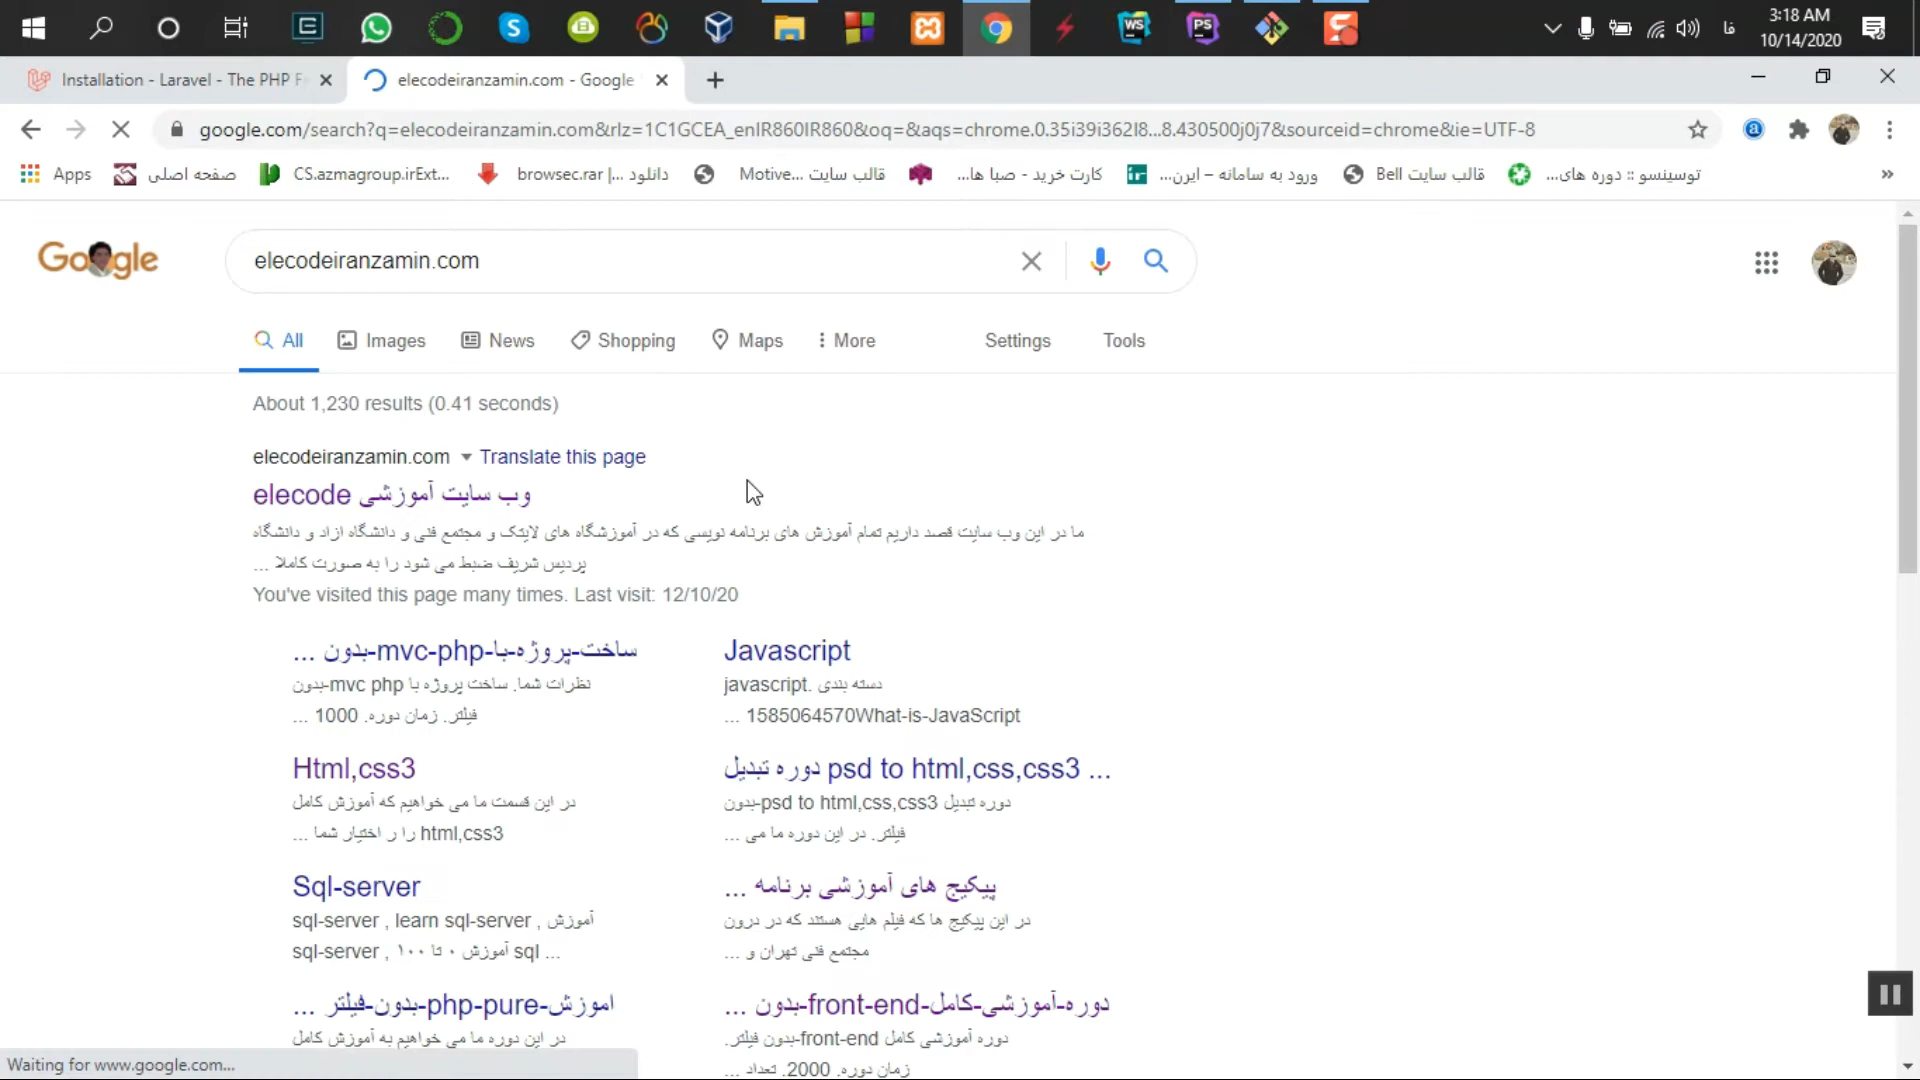 3:18 AM
فا
10/14/2020
Installation - Laravel - The PHP F
elecodeiranzamin.com - Google
google.com/search?q=elecodeiranzamin.com&rlz=1C1GCEA_enIR860IR860&oq=&aqs=chrome.0.35i39i362l8...8.430500j0j7&sourceid=chrome&ie=UTF-8
Apps
صفحه اصلی
CS.azmagroup.irExt...
دانلود ...| browsec.rar
قالب سایت ...Motive
کارت خرید - صبا ها...
ورود به سامانه – ایرن...
قالب سایت Bell
توسینسو :: دوره های...
Google
elecodeiranzamin.com
All
Images
News
Shopping
Maps
More
Settings
Tools
About 1,230 results (0.41 seconds)
elecodeiranzamin.com Translate this page
وب سایت آموزشی elecode
ما در این وب سایت قصد داریم تمام آموزش های برنامه نویسی که در آموزشگاه های لایتک و مجتمع فنی و دانشگاه ازاد و دانشگاه
پردیس شریف ضبط می شود را به صورت کاملا ...
You've visited this page many times. Last visit: 12/10/20
ساخت-پروژه-با-mvc-php-بدون ...
نظرات شما. ساخت پروژه با mvc php-بدون
فیلتر. زمان دوره. 1000 ...
Javascript
دسته بندی .javascript
... 1585064570What-is-JavaScript
Html,css3
در این قسمت ما می خواهیم که آموزش کامل
html,css3 را ر اختیار شما ...
دوره تبدیل psd to html,css,css3 ...
دوره تبدیل psd to html,css,css3-بدون
فیلتر. در این دوره ما می ...
Sql-server
sql-server , learn sql-server , آموزش
sql-server , ۱۰۰ آموزش ۰ تا sql ...
پیکیج های آموزشی برنامه ...
در این پیکیج ها که فیلم هایی هستند که در درون
مجتمع فنی تهران و ...
اموزش-php-pure-بدون-فیلتر ...
در این دوره ما می خواهیم به آموزش کامل
دوره-آموزشی-کامل-front-end-بدون ...
دوره آموزشی کامل front-end-بدون فیلتر.
زمان دوره. 2000. تعداد ...
Waiting for www.google.com...